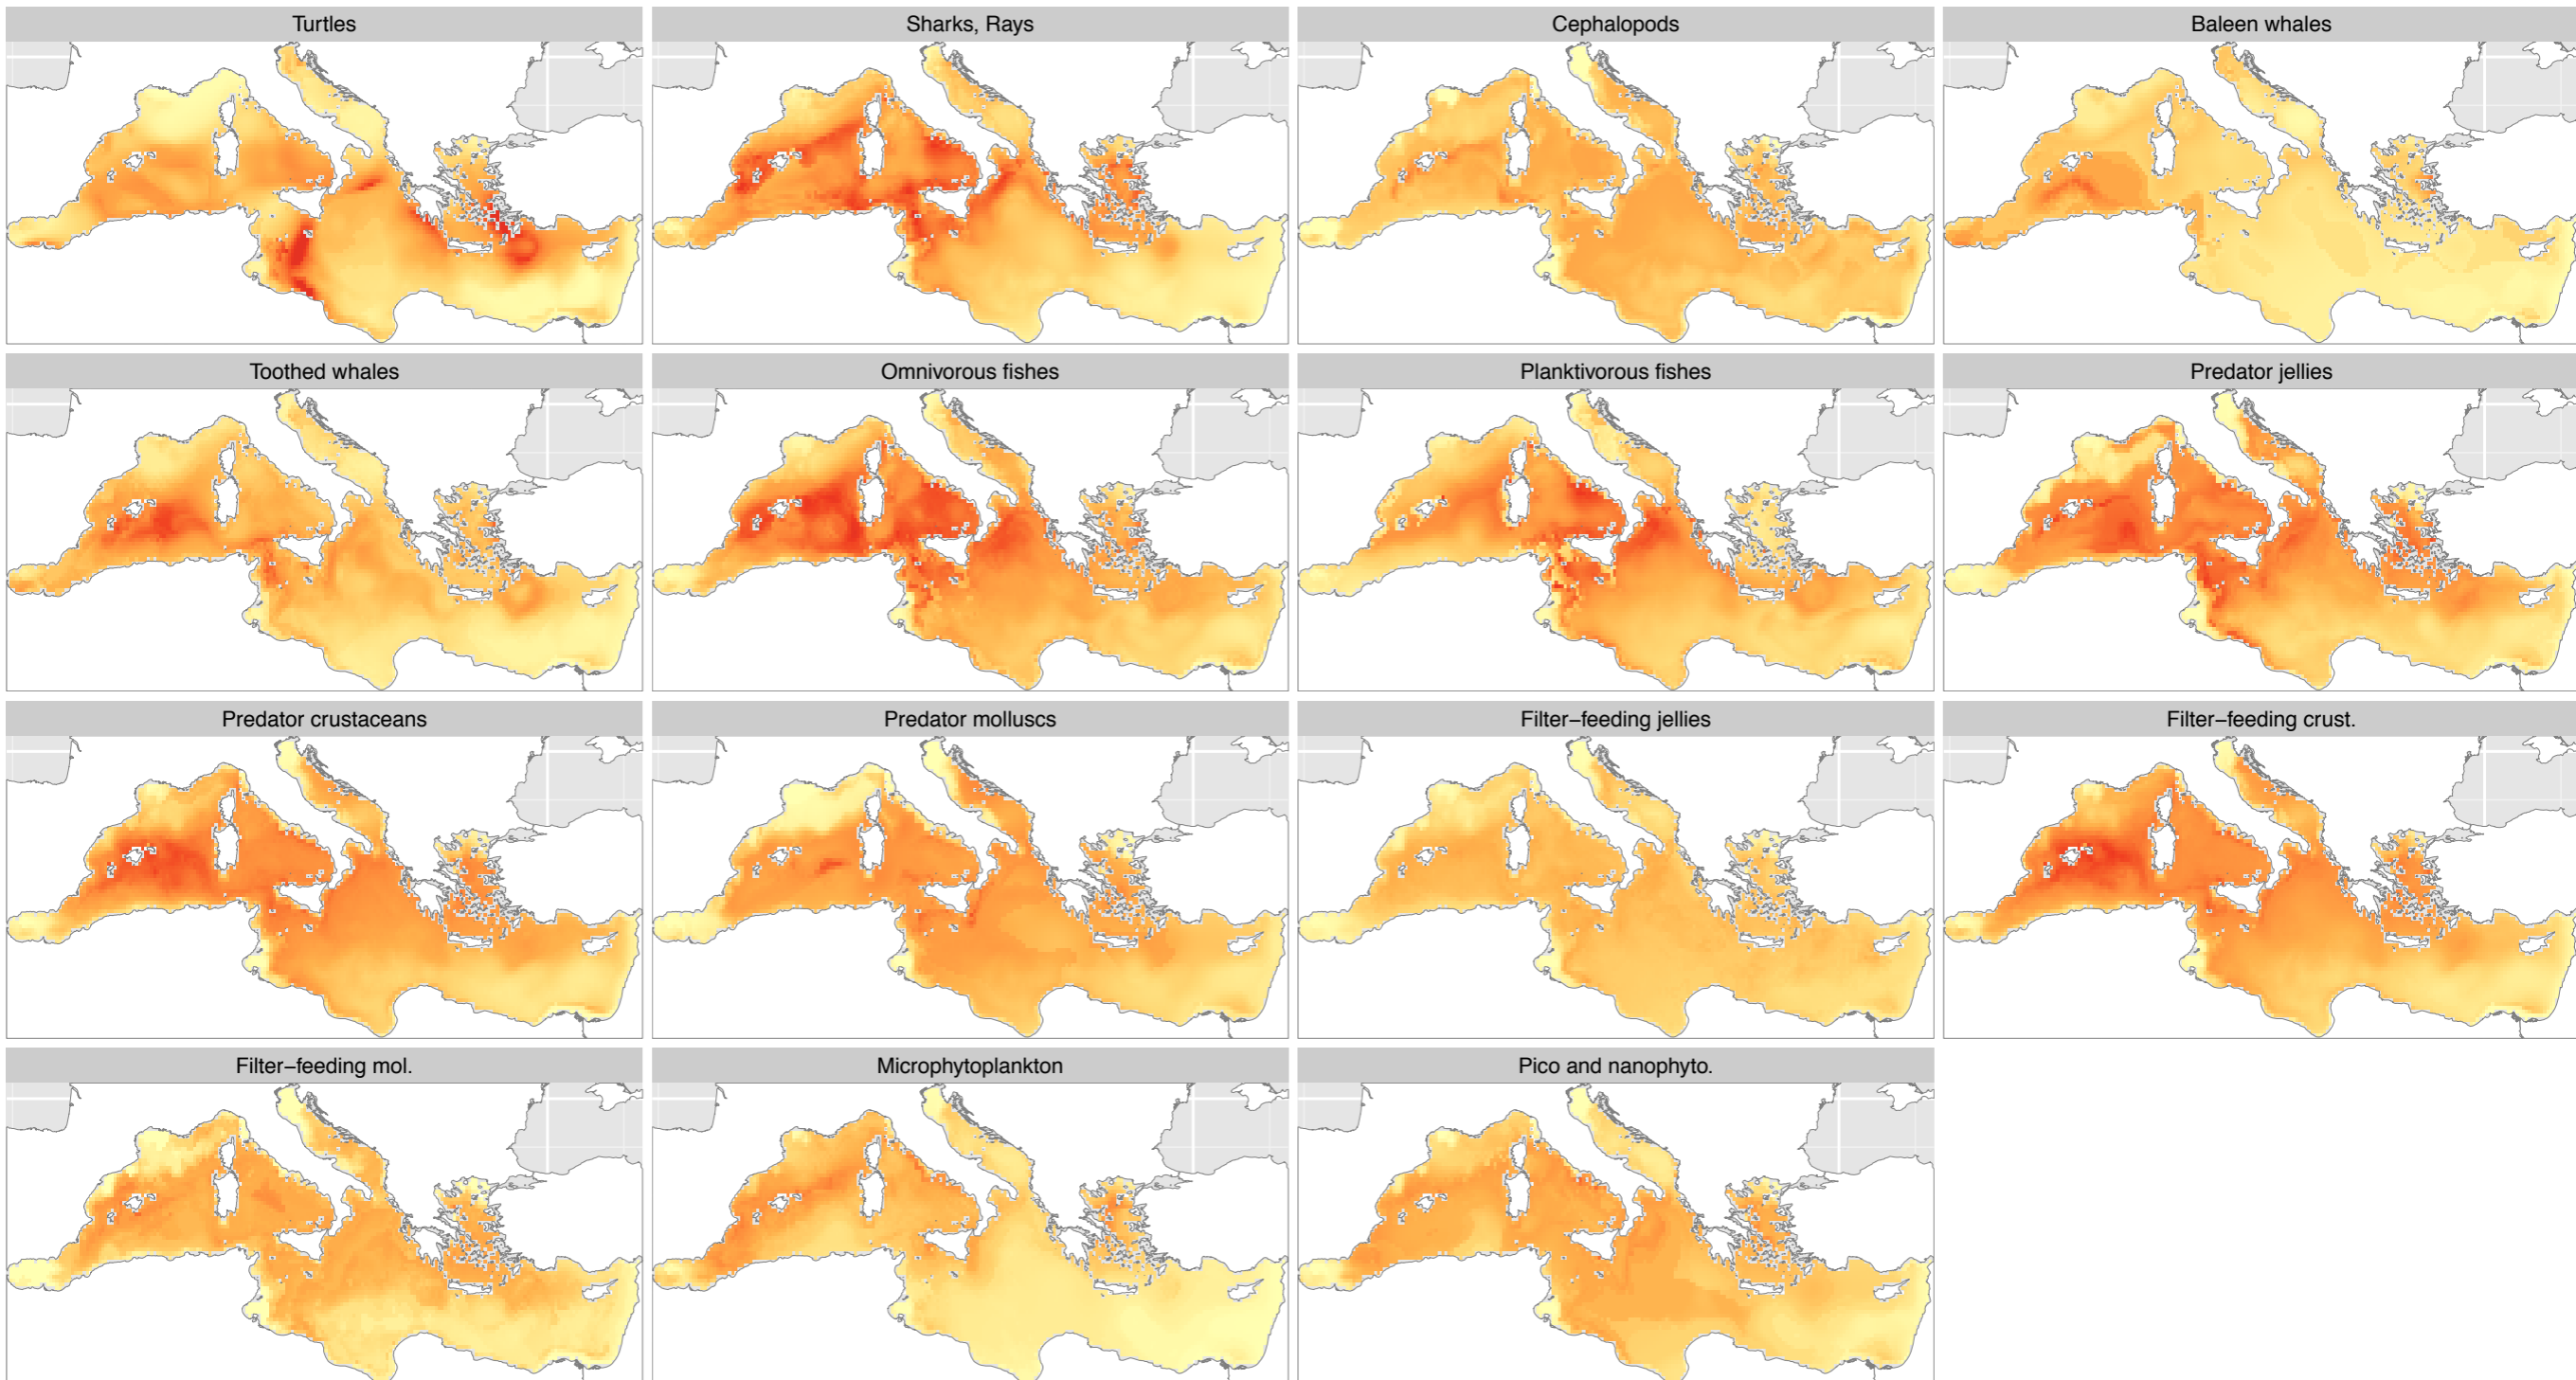 Turtles
Sharks, Rays
Cephalopods
Baleen whales
Toothed whales
Omnivorous fishes
Planktivorous fishes
Predator jellies
Predator crustaceans
Predator molluscs
Filter−feeding jellies
Filter−feeding crust.
Filter−feeding mol.
Microphytoplankton
Pico and nanophyto.